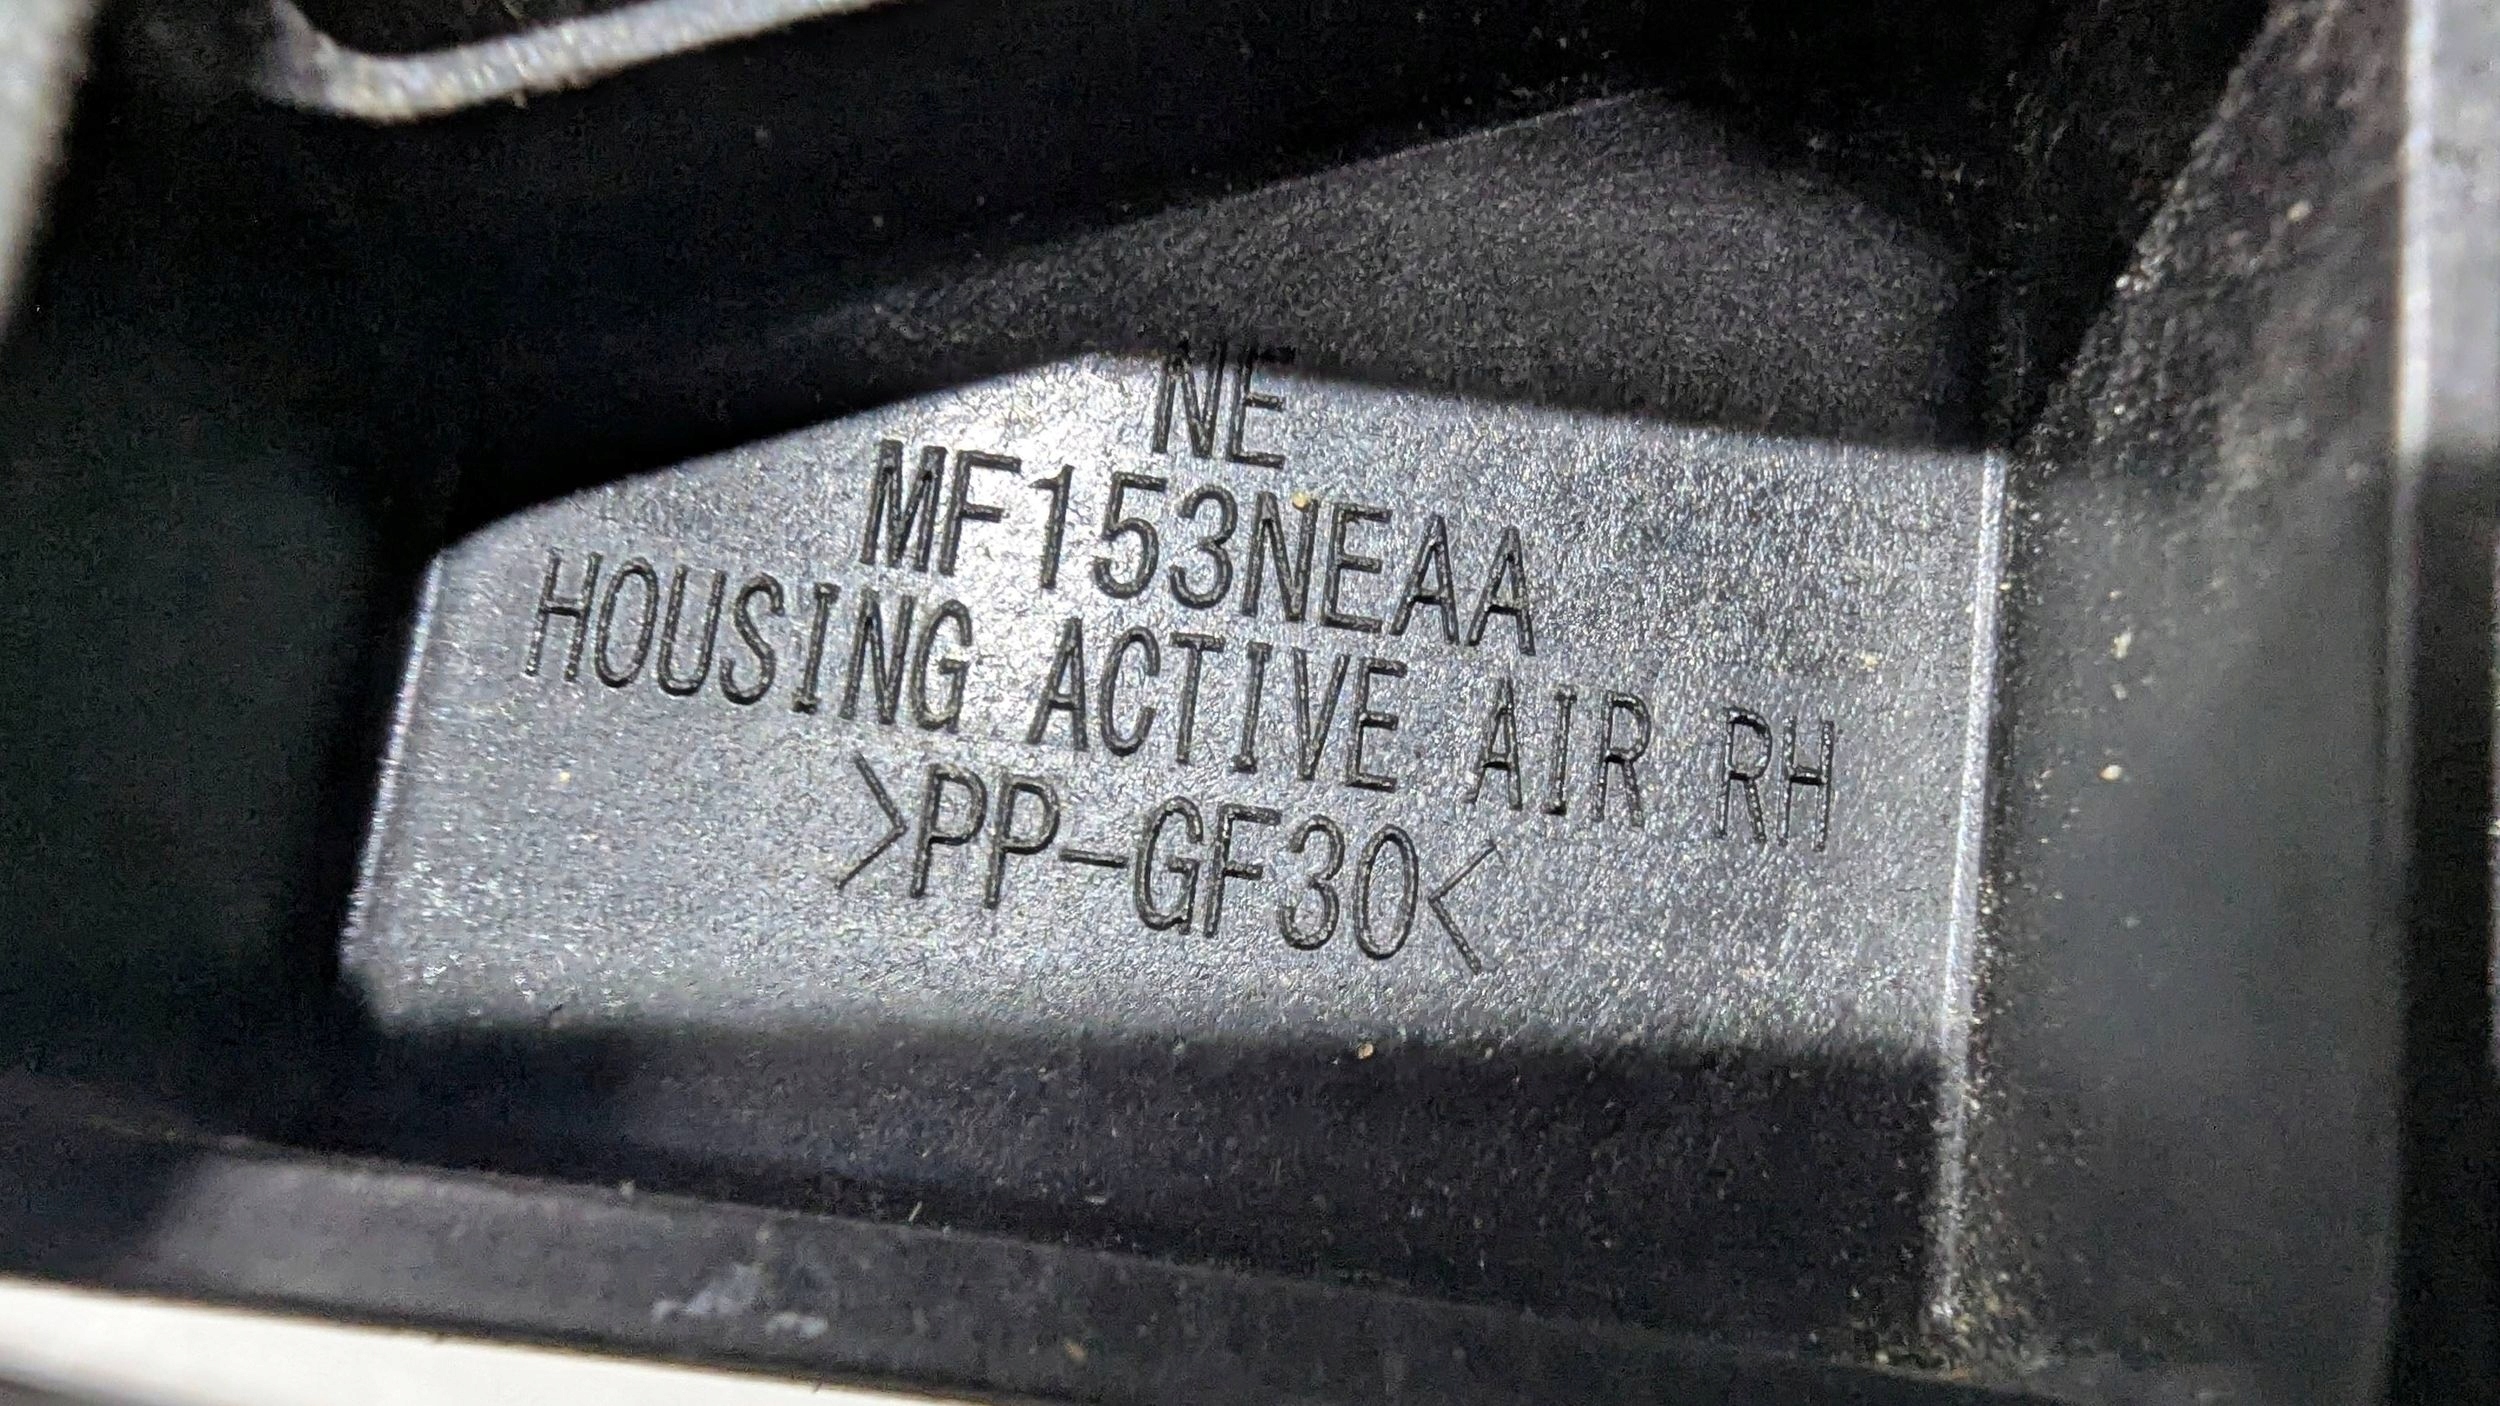 NE
MF153NEAA
HOUSING ACTIVE AIR RH
>PP-GF30<